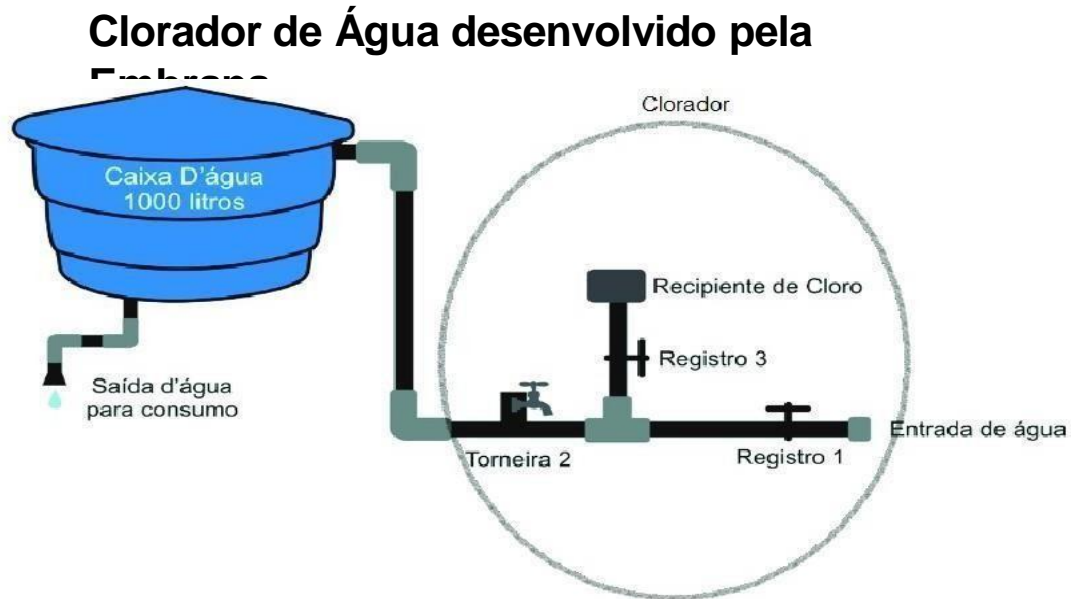 Clorador de Água desenvolvido pela
Clorador
Caixa D'água
1000 litros
Recipiente de Cloro
Registro 3
Saída d'água
para consumo
Torneira 2
Registro 1
Entrada de água